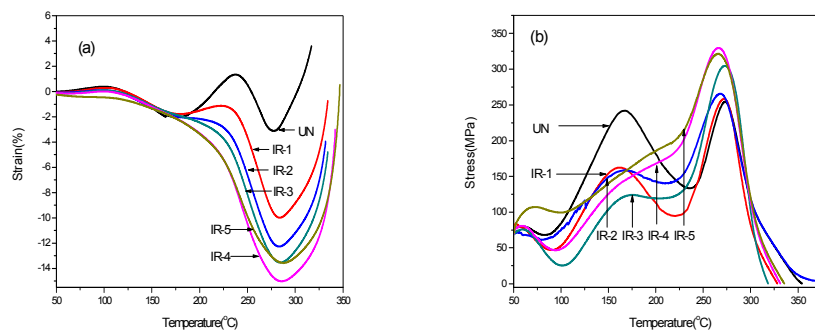 (a)
Strain(%)
6
4
2
0
-2
-4
-6
-8
-10
-12
-14
UN
IR-1
IR-2
IR-3
IR-5
IR-4
50 100 150 200 250 300 350
Temperature(°C)
(b)
Stress(MPa)
450
400
350
300
250
200
150
100
50
0
UN
IR-1
IR-2 IR-3 IR-4 IR-5
50 100 150 200 250 300 350
Temperature(°C)